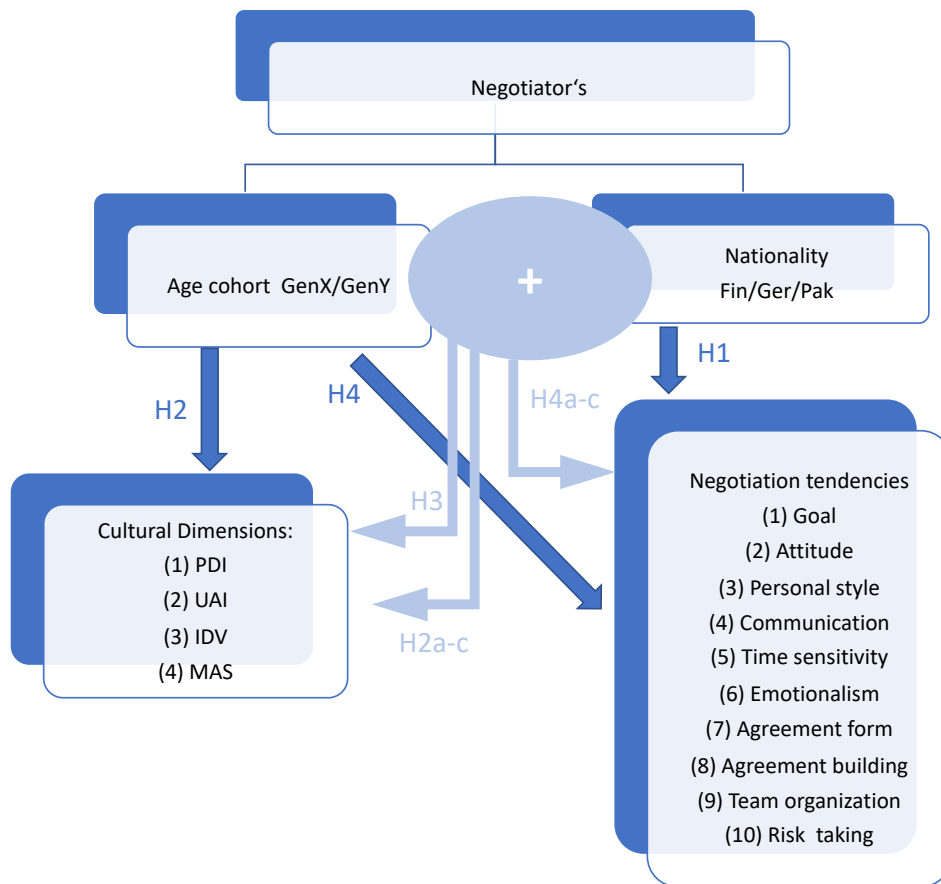 Negotiator‘s
Age cohort  GenX/GenY
+
Nationality
Fin/Ger/Pak
H1
H2
H4
H4a-c
H3
H2a-c
Cultural Dimensions:
(1) PDI
(2) UAI
(3) IDV
(4) MAS
Negotiation tendencies
(1) Goal
(2) Attitude
(3) Personal style
(4) Communication
(5) Time sensitivity
(6) Emotionalism
(7) Agreement form
(8) Agreement building
(9) Team organization
(10) Risk  taking